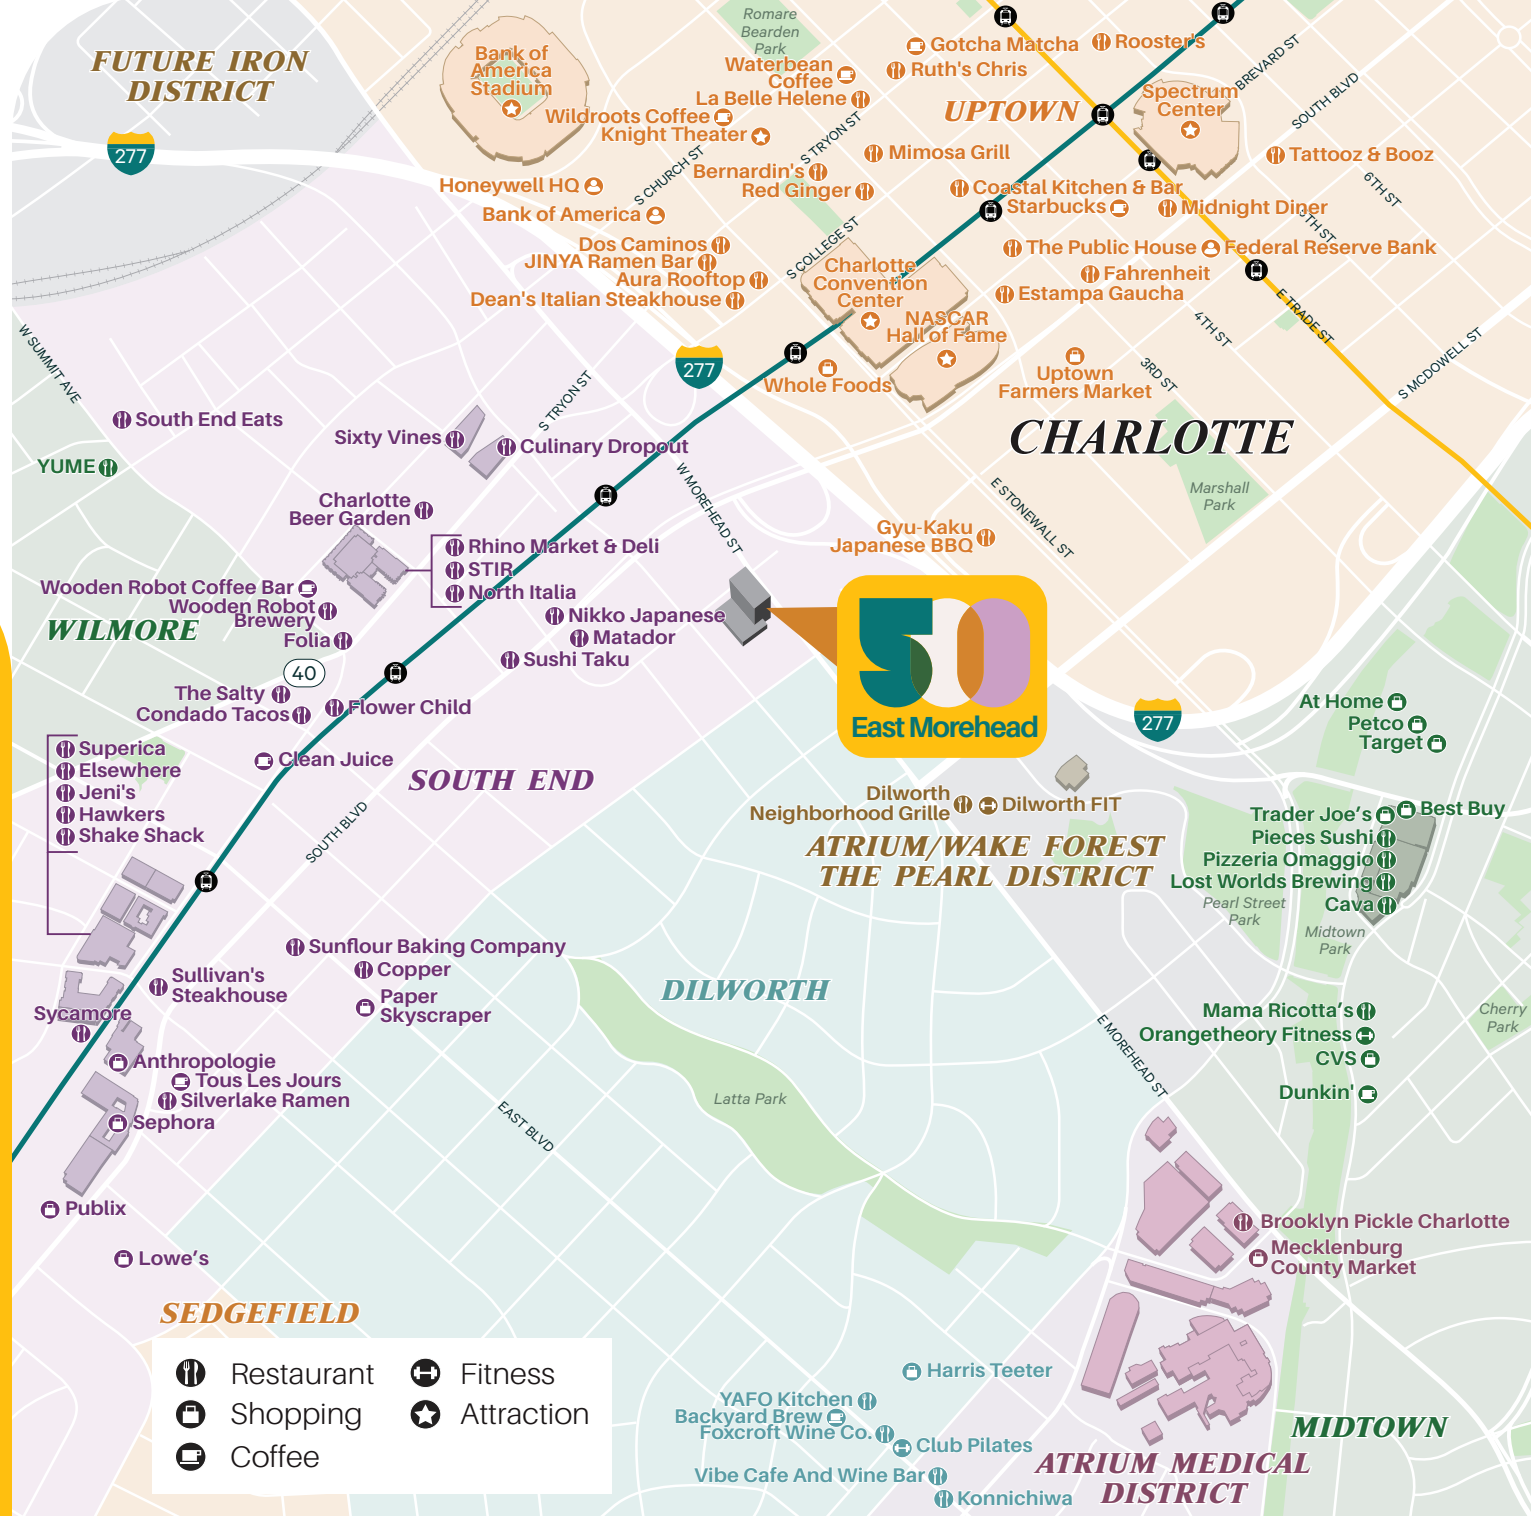 FUTURE IRON
DISTRICT
277
Bank of
America
Stadium
Romare
Bearden
Park
Waterbean
Coffee
La Belle Helene
Wildroots Coffee
Knight Theater
Gotcha Matcha
Rooster's
Ruth's Chris
UPTOWN
Spectrum
Center
BREVARD ST
SOUTH BLVD
Tattooz & Booz
6TH ST
5TH ST
S CHURCH ST
S TRYON ST
Mimosa Grill
Bernardin's
Red Ginger
Honeywell HQ
Bank of America
Coastal Kitchen & Bar
Starbucks
Midnight Diner
Dos Caminos
JINYA Ramen Bar
Aura Rooftop
Dean's Italian Steakhouse
S COLLEGE ST
Charlotte
Convention
Center
NASCAR
Hall of Fame
The Public House
Federal Reserve Bank
Fahrenheit
Estampa Gaucha
E TRADE ST
4TH ST
3RD ST
S MCDOWELL ST
277
Whole Foods
Uptown
Farmers Market
CHARLOTTE
Marshall
Park
W SUMMIT AVE
South End Eats
YUME
S TRYON ST
Sixty Vines
Culinary Dropout
W MOREHEAD ST
E STONEWALL ST
Charlotte
Beer Garden
Gyu-Kaku
Japanese BBQ
Rhino Market & Deli
STIR
North Italia
Wooden Robot Coffee Bar
Wooden Robot
Brewery
Folia
WILMORE
Nikko Japanese
Matador
Sushi Taku
500
East Morehead
40
The Salty
Condado Tacos
Flower Child
Clean Juice
SOUTH END
SOUTH BLVD
Superica
Elsewhere
Jeni's
Hawkers
Shake Shack
277
At Home
Petco
Target
Dilworth
Neighborhood Grille
Dilworth FIT
ATRIUM/WAKE FOREST
THE PEARL DISTRICT
Trader Joe's
Best Buy
Pieces Sushi
Pizzeria Omaggio
Lost Worlds Brewing
Cava
Pearl Street
Park
Midtown
Park
Sunflour Baking Company
Copper
Paper
Skyscraper
Sullivan's
Steakhouse
Sycamore
Anthropologie
Tous Les Jours
Silverlake Ramen
Sephora
DILWORTH
Latta Park
EAST BLVD
E MOREHEAD ST
Mama Ricotta's
Orangetheory Fitness
CVS
Dunkin'
Cherry
Park
Publix
Lowe's
SEDGEFIELD
Brooklyn Pickle Charlotte
Mecklenburg
County Market
Restaurant
Shopping
Coffee
Fitness
Attraction
Harris Teeter
YAFO Kitchen
Backyard Brew
Foxcroft Wine Co.
Club Pilates
Vibe Cafe And Wine Bar
Konnichiwa
MIDTOWN
ATRIUM MEDICAL
DISTRICT